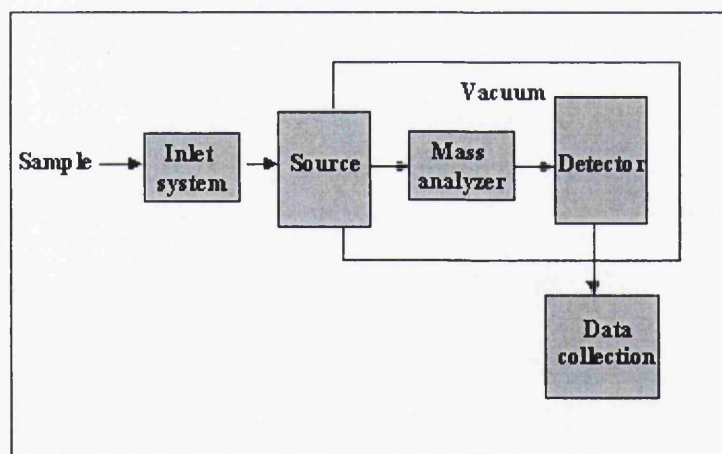 Vacuum
Sample
Inlet
system
Source
Mass
analyzer
Detector
Data
collection